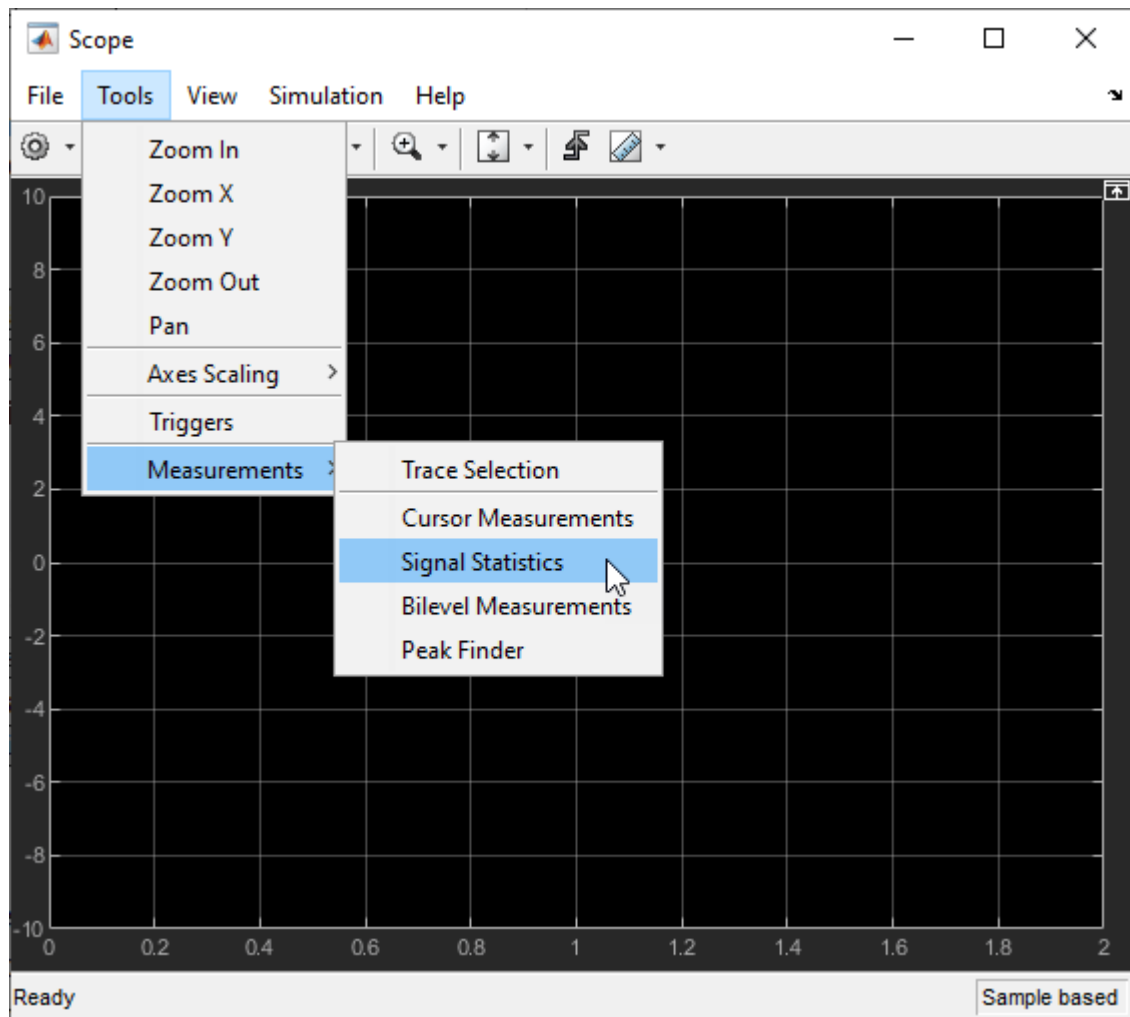 Scope
File Tools View Simulation Help
Zoom In
Zoom X
Zoom Y
Zoom Out
Pan
Axes Scaling
Triggers
Measurements
Trace Selection
Cursor Measurements
Signal Statistics
Bilevel Measurements
Peak Finder
10
8
6
4
2
0
-2
-4
-6
-8
-10
0 0.2 0.4 0.6 0.8 1 1.2 1.4 1.6 1.8 2
Ready Sample based